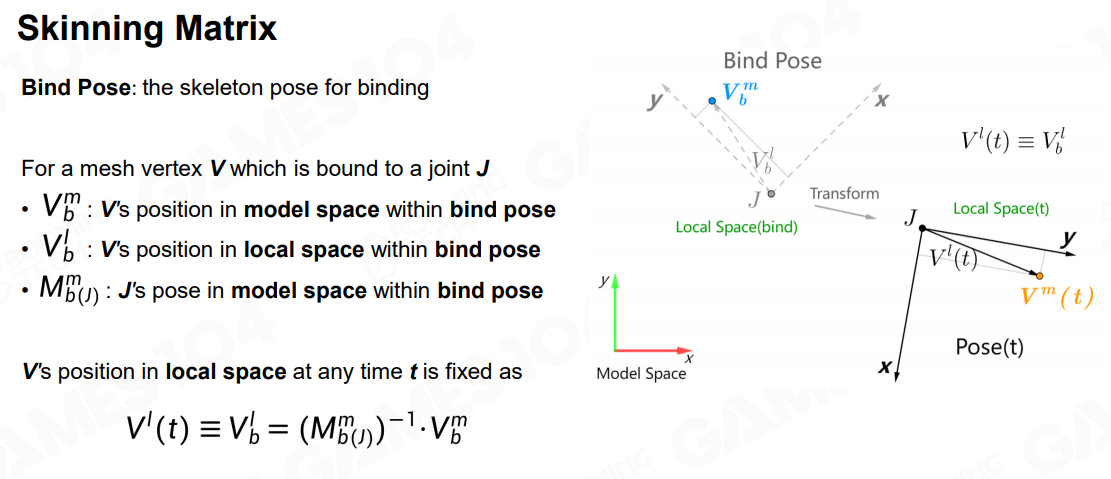 Skinning Matrix
Bind Pose: the skeleton pose for binding
For a mesh vertex V which is bound to a joint J
• V_b^m : V's position in model space within bind pose
• V_b^l : V's position in local space within bind pose
• M_{b(J)}^m : J's pose in model space within bind pose
V's position in local space at any time t is fixed as
V^l(t) ≡ V_b^l = (M_{b(J)}^m)^{-1}·V_b^m
Bind Pose
y
V_b^m
x
V_b^l
J
Local Space(bind)
Transform
V^l(t) ≡ V_b^l
J
Local Space(t)
y
V^l(t)
V^m(t)
x
Pose(t)
y
x
Model Space
GAMES104